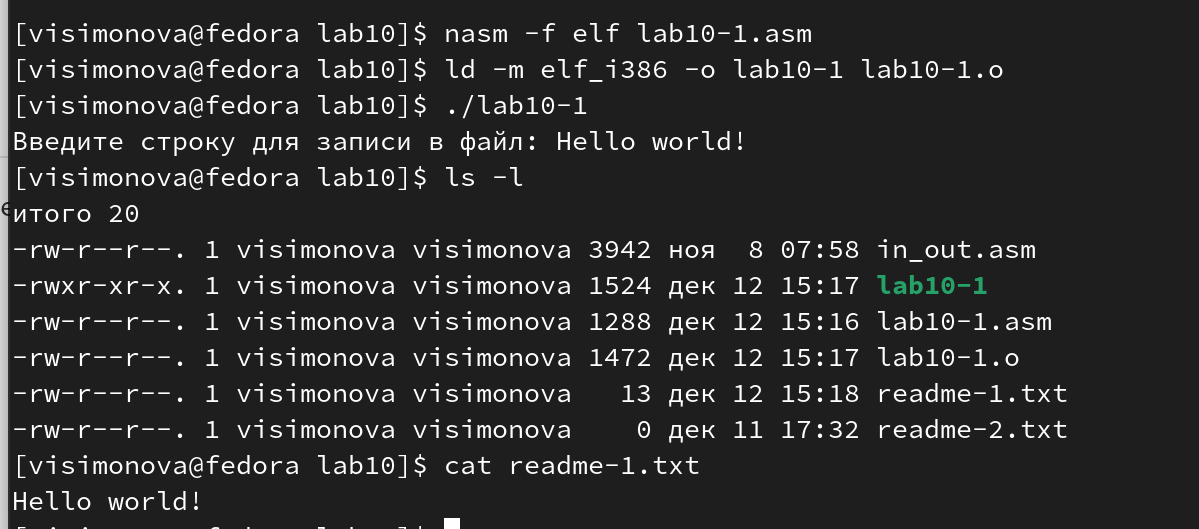 [visimonova@fedora lab10]$ nasm -f elf lab10-1.asm
[visimonova@fedora lab10]$ ld -m elf_i386 -o lab10-1 lab10-1.o
[visimonova@fedora lab10]$ ./lab10-1
Введите строку для записи в файл: Hello world!
[visimonova@fedora lab10]$ ls -l
итого 20
-rw-r--r--. 1 visimonova visimonova 3942 ноя  8 07:58 in_out.asm
-rwxr-xr-x. 1 visimonova visimonova 1524 дек 12 15:17 lab10-1
-rw-r--r--. 1 visimonova visimonova 1288 дек 12 15:16 lab10-1.asm
-rw-r--r--. 1 visimonova visimonova 1472 дек 12 15:17 lab10-1.o
-rw-r--r--. 1 visimonova visimonova   13 дек 12 15:18 readme-1.txt
-rw-r--r--. 1 visimonova visimonova    0 дек 11 17:32 readme-2.txt
[visimonova@fedora lab10]$ cat readme-1.txt
Hello world!